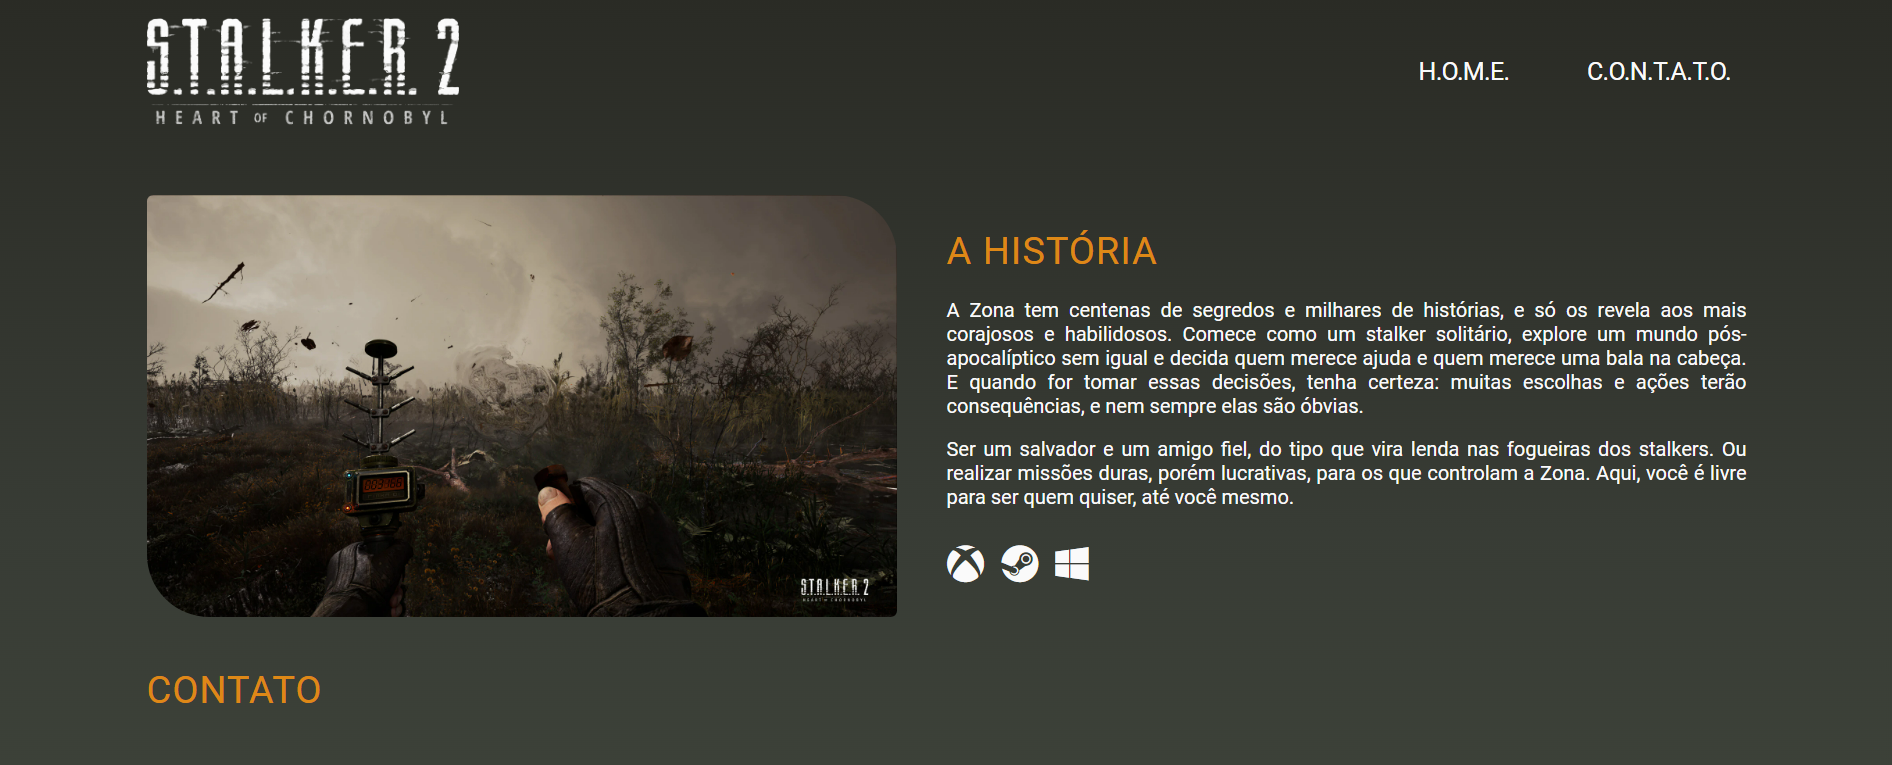 S.T.A.L.K.E.R. 2
HEART OF CHORNOBYL
H.O.M.E.
C.O.N.T.A.T.O.
A HISTÓRIA
A Zona tem centenas de segredos e milhares de histórias, e só os revela aos mais
corajosos e habilidosos. Comece como um stalker solitário, explore um mundo pós-
apocalíptico sem igual e decida quem merece ajuda e quem merece uma bala na cabeça.
E quando for tomar essas decisões, tenha certeza: muitas escolhas e ações terão
consequências, e nem sempre elas são óbvias.
Ser um salvador e um amigo fiel, do tipo que vira lenda nas fogueiras dos stalkers. Ou
realizar missões duras, porém lucrativas, para os que controlam a Zona. Aqui, você é livre
para ser quem quiser, até você mesmo.
S.T.A.L.K.E.R. 2
HEART OF CHORNOBYL
CONTATO